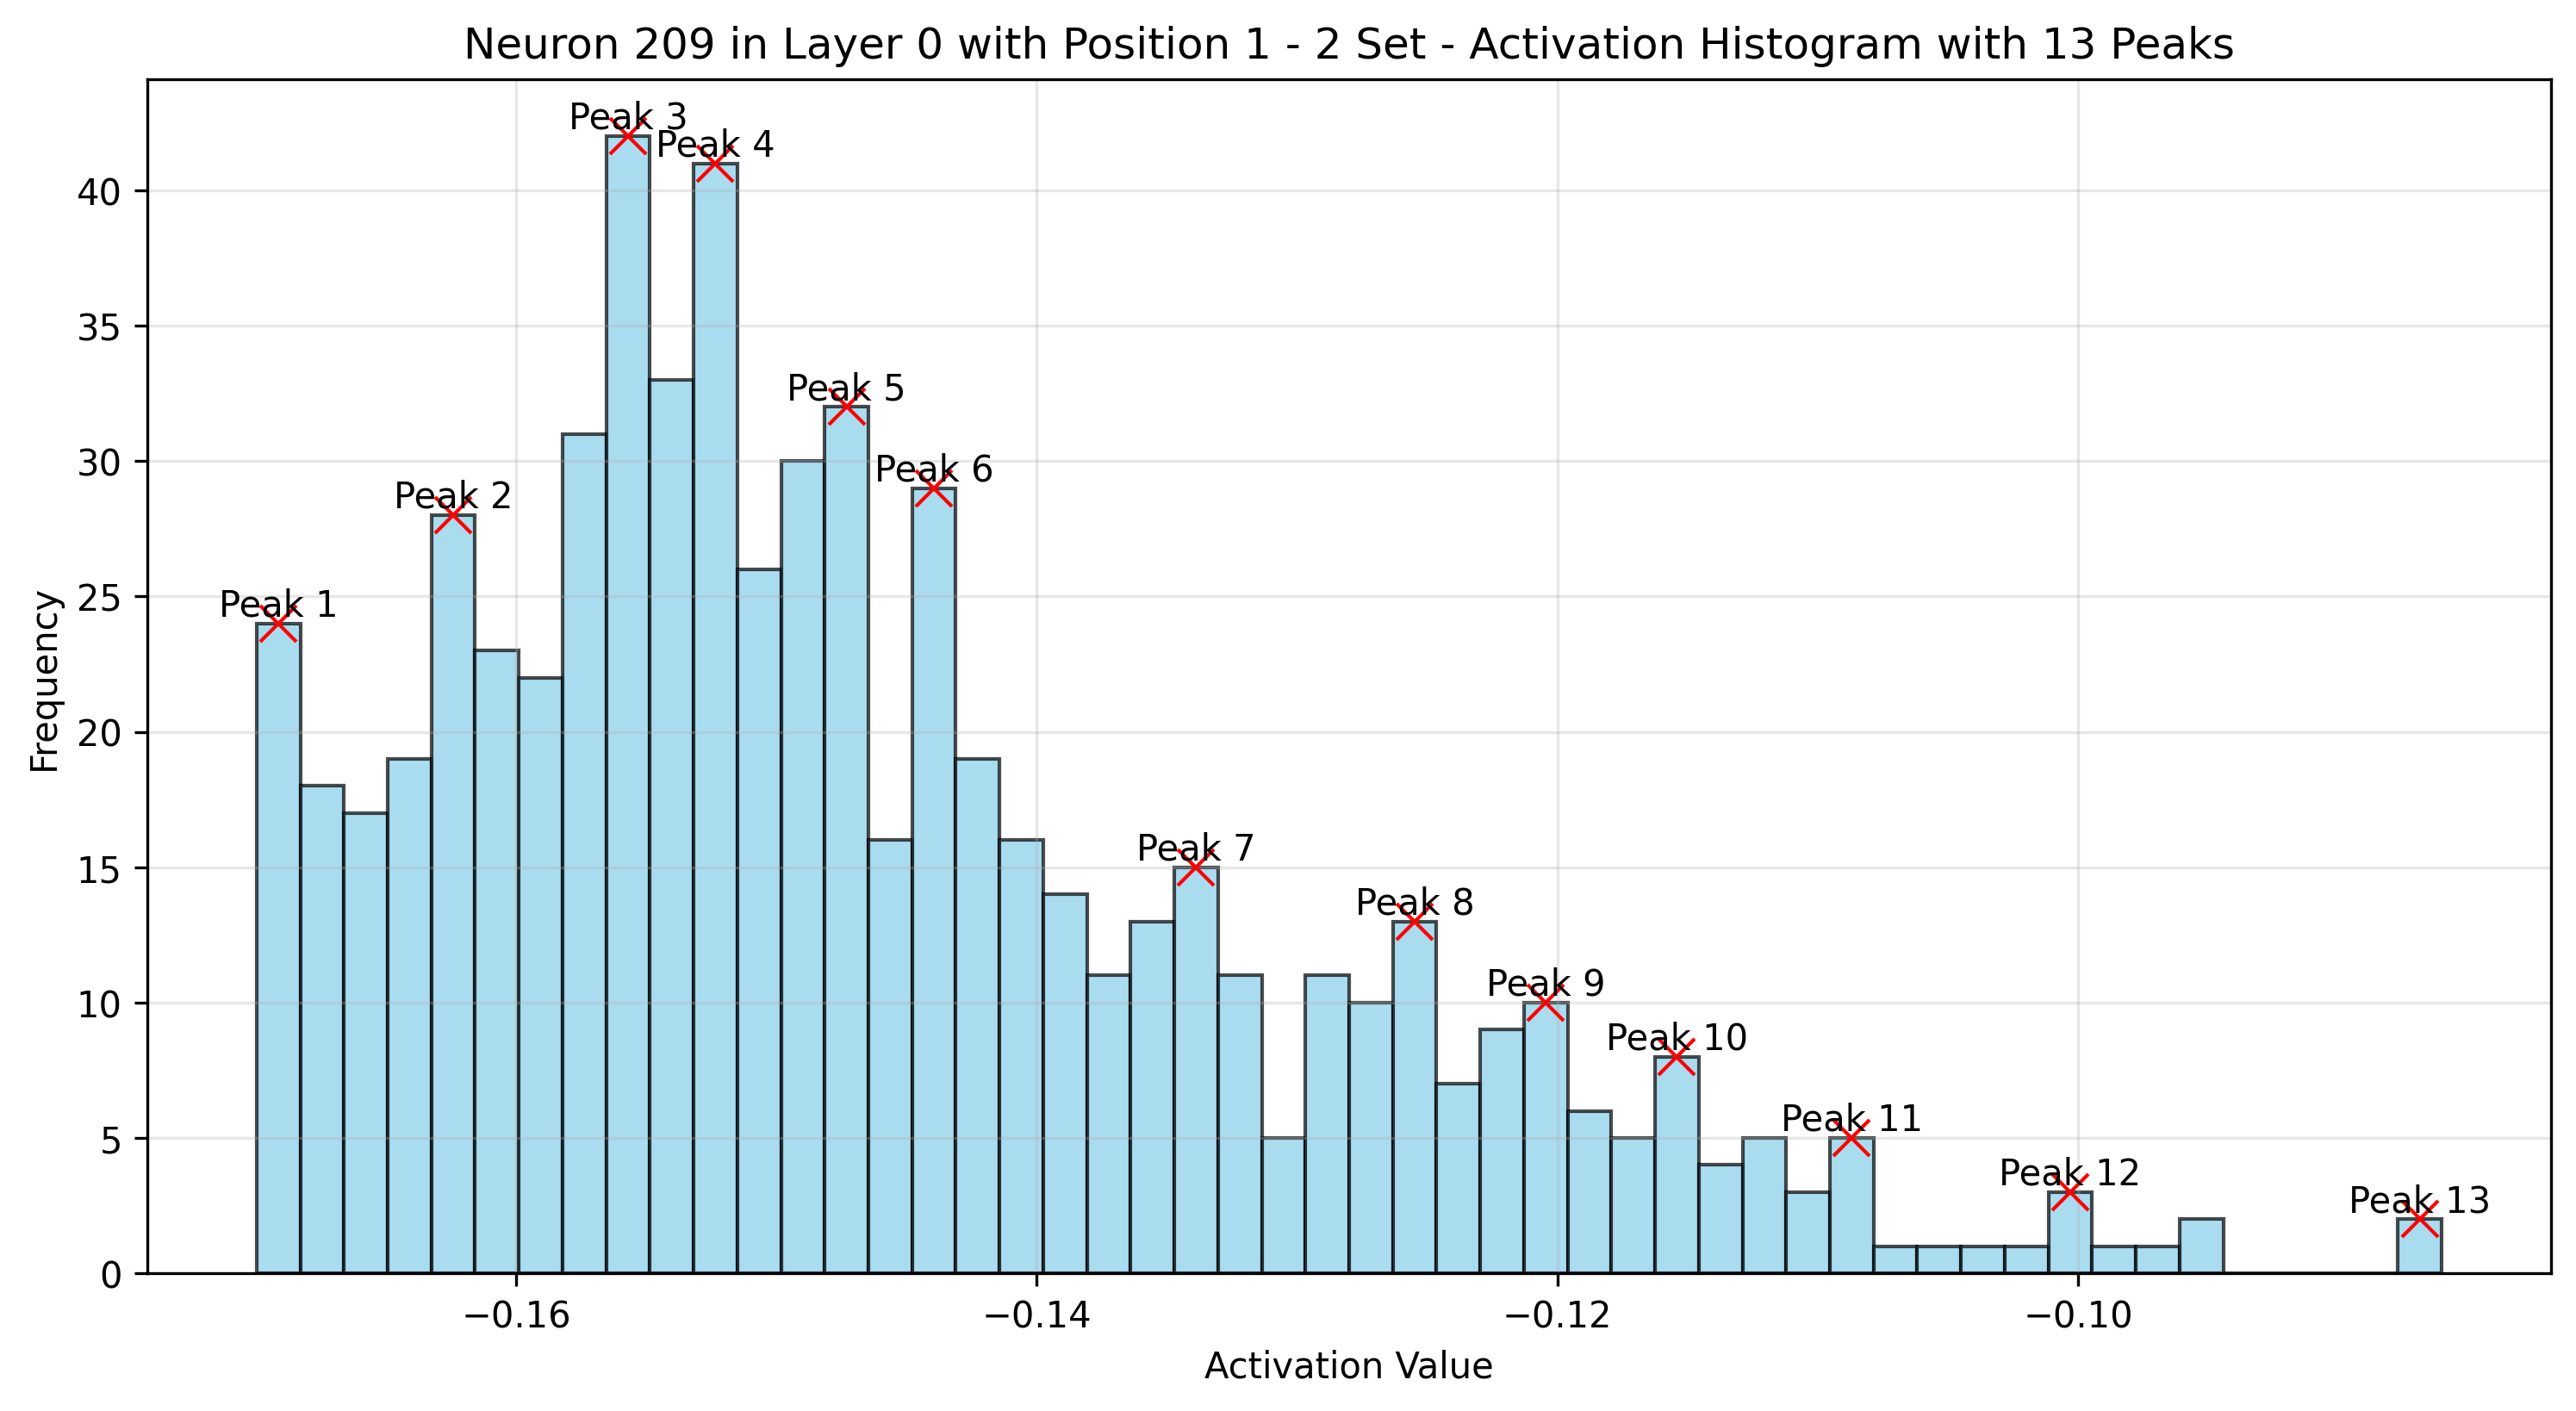 Neuron 209 in Layer 0 with Position 1 - 2 Set - Activation Histogram with 13 Peaks
Peak 3
Peak 4
Peak 5
Peak 6
Peak 2
Peak 1
Peak 7
Peak 8
Peak 9
Peak 10
Peak 11
Peak 12
Peak 13
Frequency
40
35
30
25
20
15
10
5
0
−0.16 −0.14 −0.12 −0.10
Activation Value